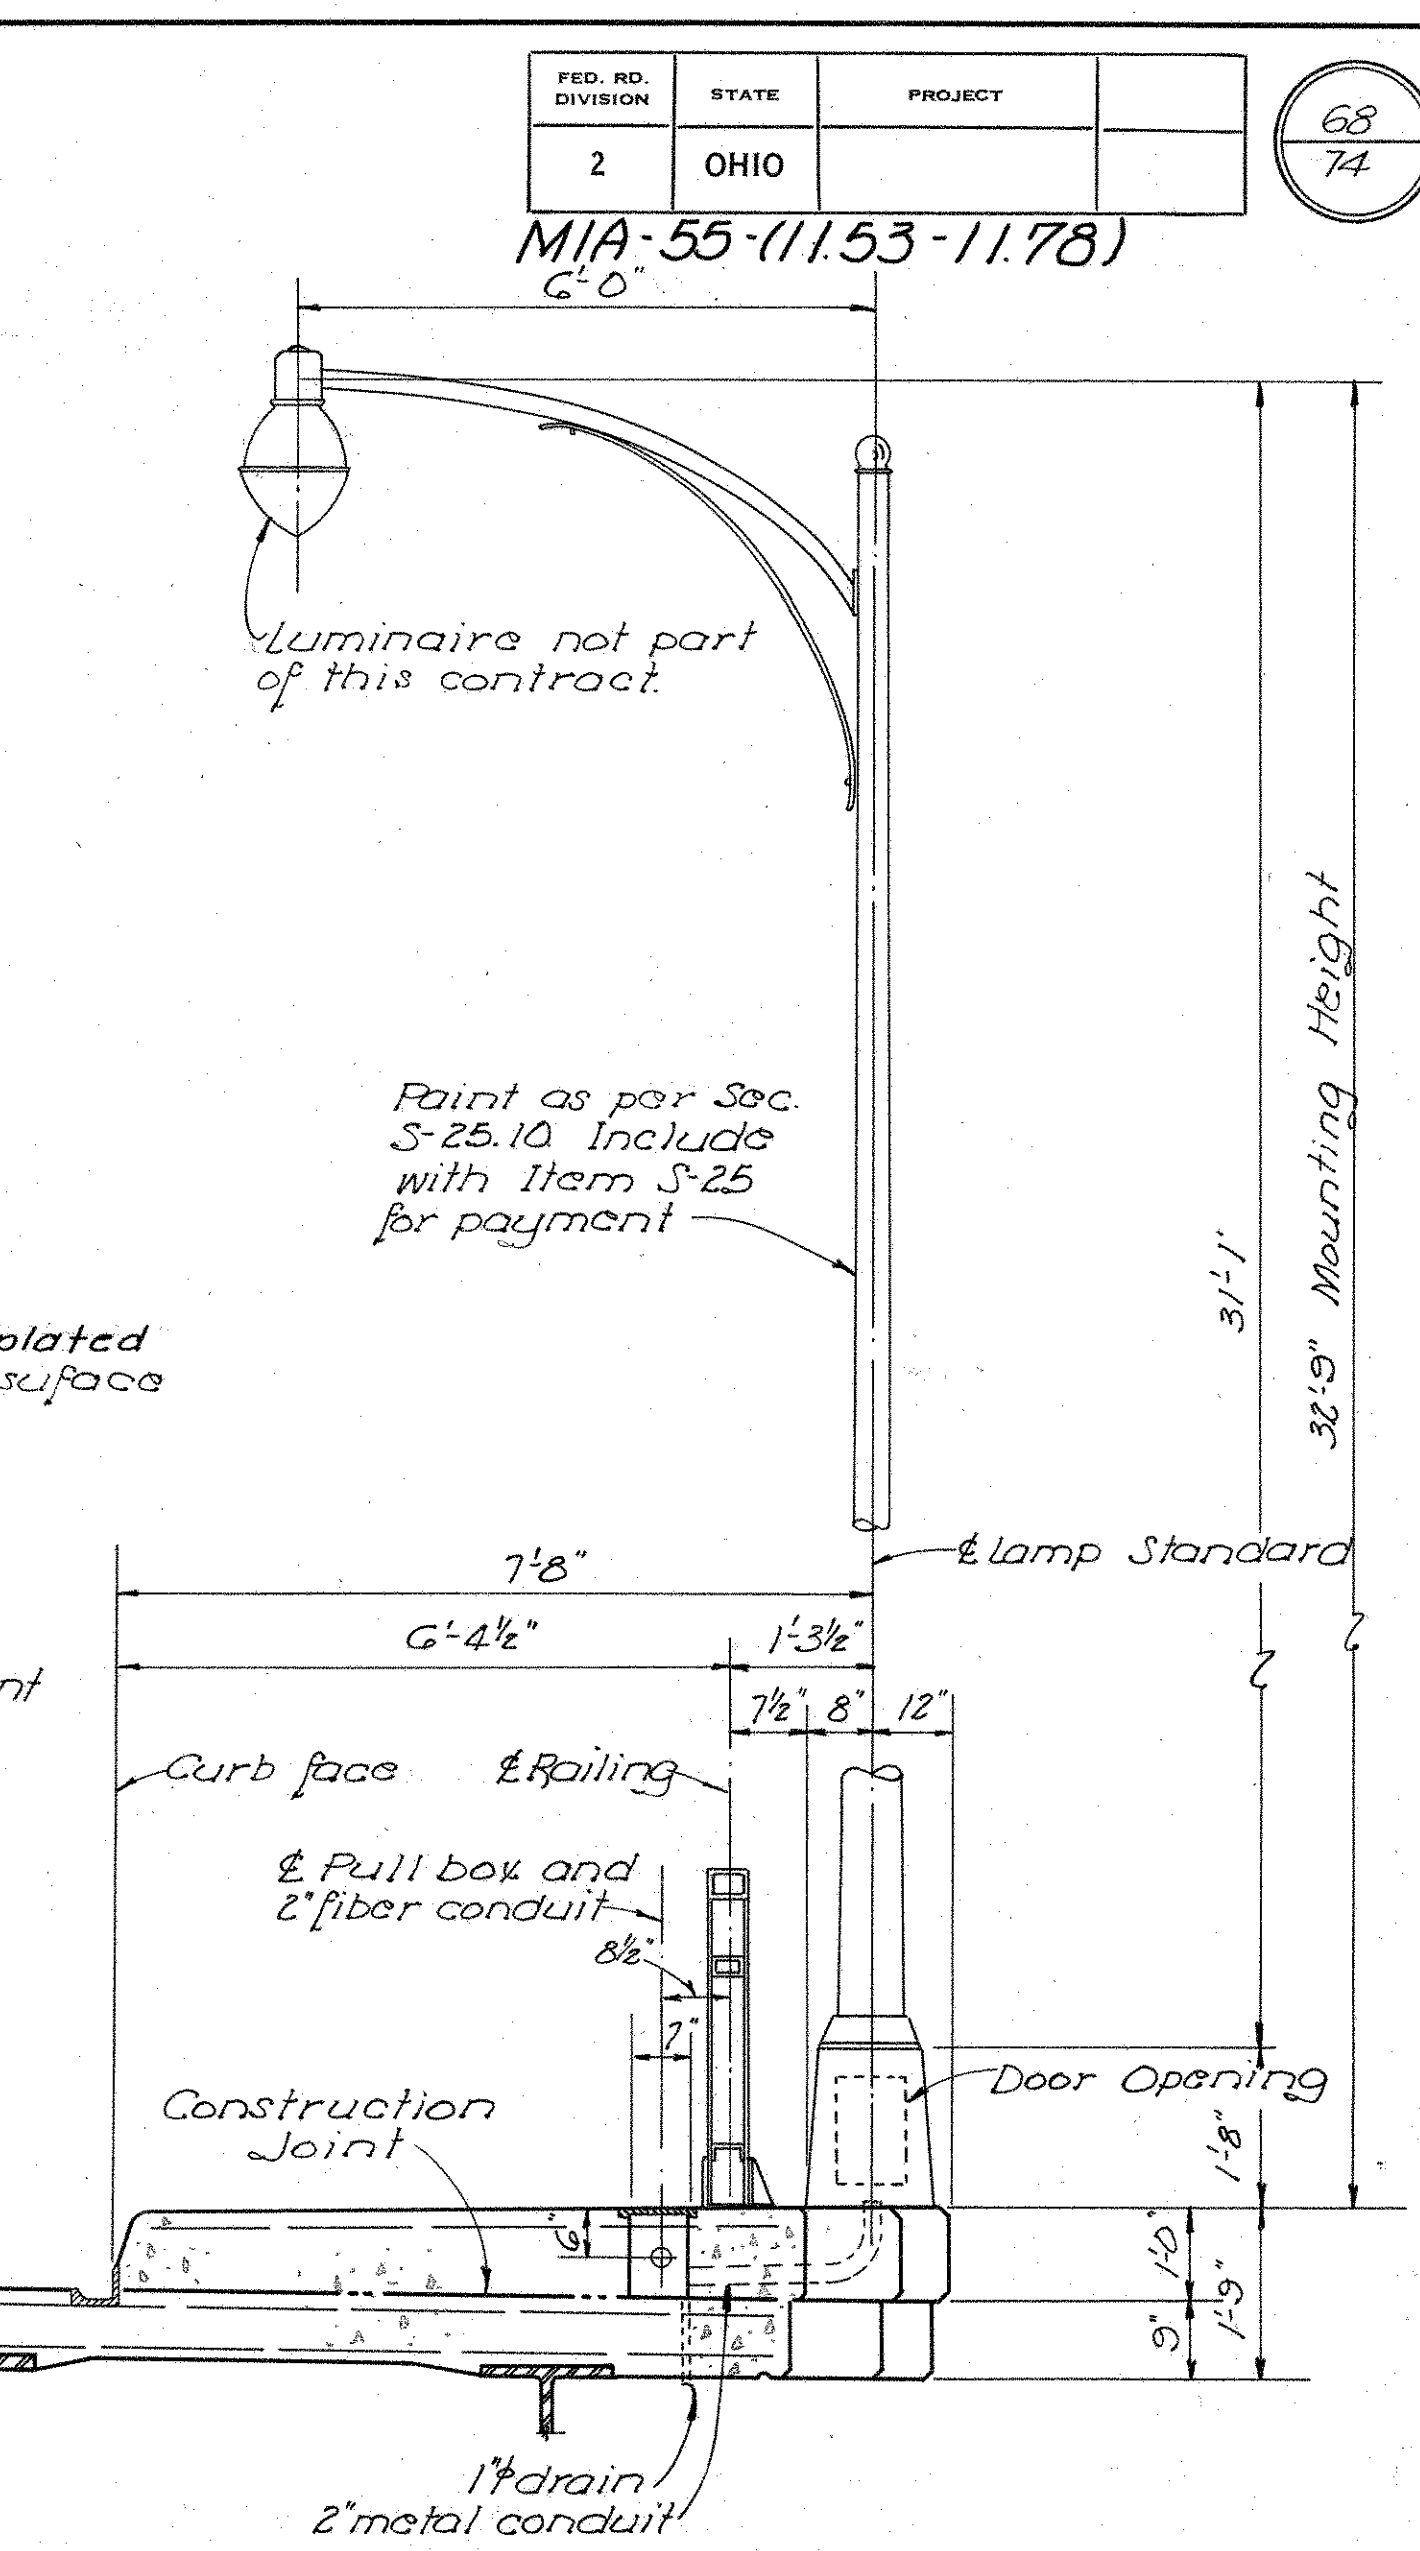 FED. RD.
DIVISION
STATE
PROJECT
2
OHIO
68
74
MIA-55-(11.53-11.78)
6'-0"
Luminaire not part
of this contract.
Paint as per Sec.
S-25.10. Include
with Item S-25
for payment
plated
suface
31'-1"
32'-9" Mounting Height
℄ Lamp Standard
7'-8"
6'-4½"
1'-3½"
7½"
8"
12"
nt
Curb face
℄ Railing
℄ Pull box and
2" fiber conduit
8½"
7"
Door Opening
Construction
Joint
1'-8"
6"
1'-0"
9"
1'-9"
1"⌀ drain
2" metal conduit